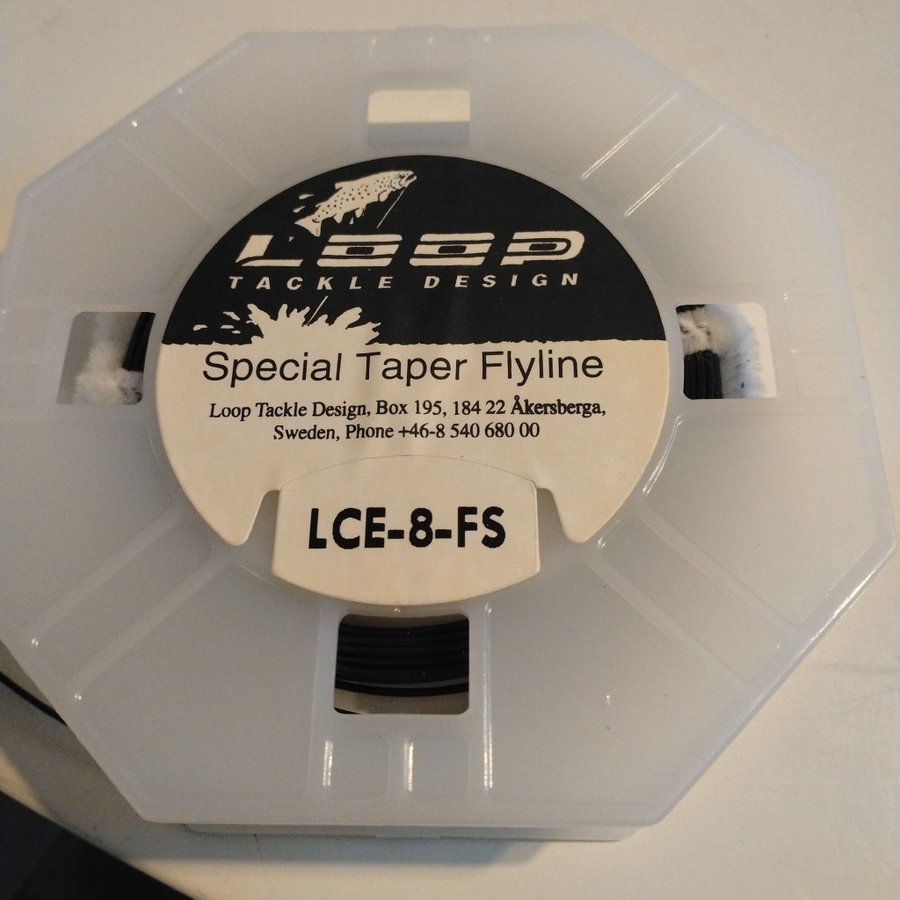 LOOP
TACKLE DESIGN
Special Taper Flyline
Loop Tackle Design, Box 195, 184 22 Åkersberga,
Sweden, Phone +46-8 540 680 00
LCE-8-FS